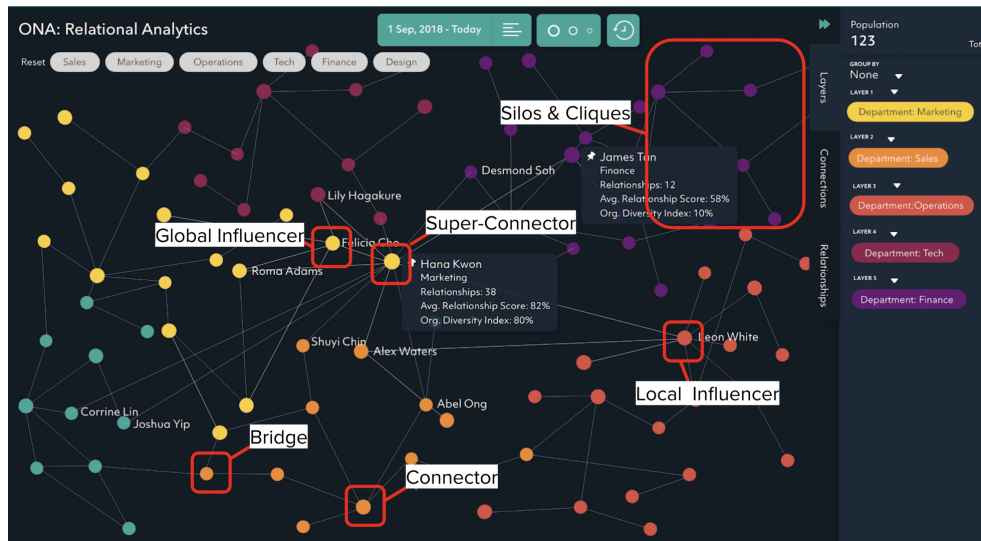 ONA: Relational Analytics
1 Sep, 2018 - Today
Population
123
Tot
Reset
Sales
Marketing
Operations
Tech
Finance
Design
GROUP BY
None
LAYER 1
Department: Marketing
LAYER 2
Department: Sales
LAYER 3
Department:Operations
LAYER 4
Department: Tech
LAYER 5
Department: Finance
Layers
Connections
Relationships
Silos & Cliques
James Tan
Finance
Relationships: 12
Avg. Relationship Score: 58%
Org. Diversity Index: 10%
Desmond Soh
Lily Hagakure
Super-Connector
Global Influencer
Felicia Cho
Roma Adams
Hana Kwon
Marketing
Relationships: 38
Avg. Relationship Score: 82%
Org. Diversity Index: 80%
Shuyi Chin
Alex Waters
Leon White
Local Influencer
Abel Ong
Corrine Lin
Joshua Yip
Bridge
Connector